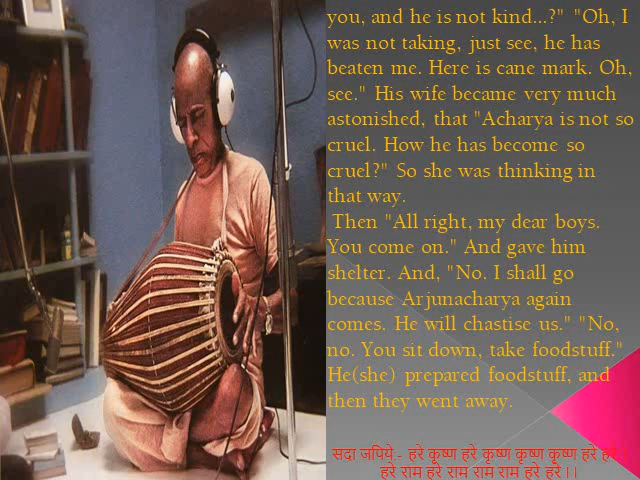 you, and he is not kind...?" "Oh, I
was not taking, just see, he has
beaten me. Here is cane mark. Oh,
see." His wife became very much
astonished, that "Acharya is not so
cruel. How he has become so
cruel?" So she was thinking in
that way.
Then "All right, my dear boys.
You come on." And gave him
shelter. And, "No. I shall go
because Arjunacharya again
comes. He will chastise us." "No,
no. You sit down, take foodstuff."
He(she) prepared foodstuff, and
then they went away.
सदा जपिये:- हरे कृष्ण हरे कृष्ण कृष्ण कृष्ण हरे हरे
हरे राम हरे राम राम राम हरे हरे।।